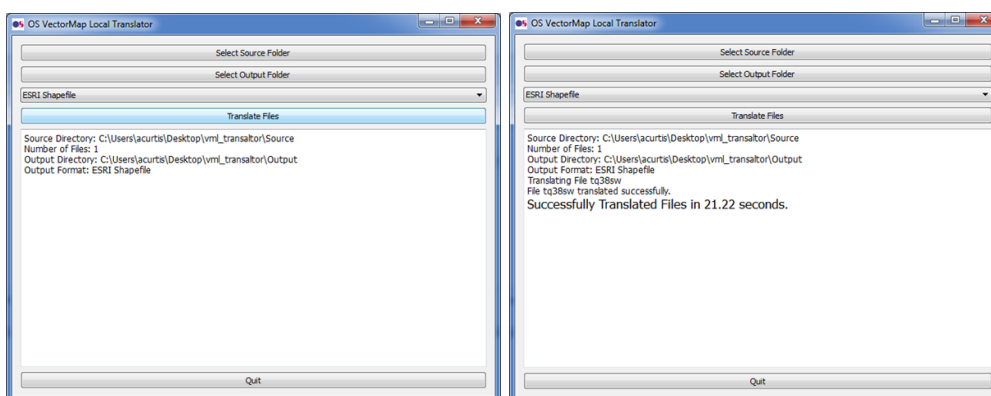 OS VectorMap Local Translator
Select Source Folder
Select Output Folder
ESRI Shapefile
Translate Files
Source Directory: C:\Users\acurtis\Desktop\vml_transaltor\Source
Number of Files: 1
Output Directory: C:\Users\acurtis\Desktop\vml_transaltor\Output
Output Format: ESRI Shapefile
Quit
OS VectorMap Local Translator
Select Source Folder
Select Output Folder
ESRI Shapefile
Translate Files
Source Directory: C:\Users\acurtis\Desktop\vml_transaltor\Source
Number of Files: 1
Output Directory: C:\Users\acurtis\Desktop\vml_transaltor\Output
Output Format: ESRI Shapefile
Translating File tq38sw
File tq38sw translated successfully.
Successfully Translated Files in 21.22 seconds.
Quit